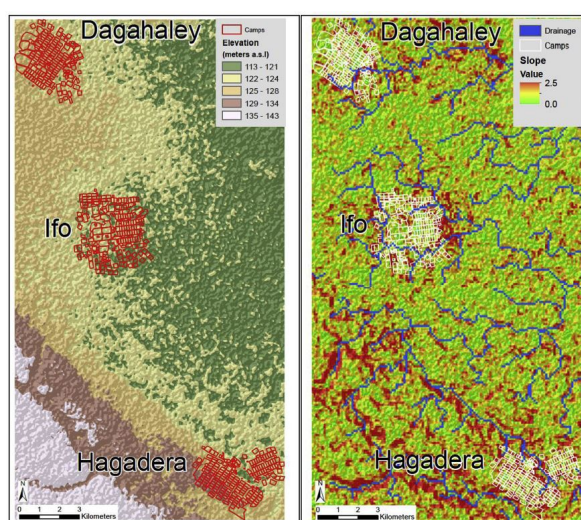 Dagahaley
Camps
Elevation
(meters a.s.l)
113 - 121
122 - 124
125 - 128
129 - 134
135 - 143
Ifo
Hagadera
N
0 1 2 3
Kilometers
Dagahaley
Drainage
Camps
Slope
Value
2.5
0.0
Ifo
Hagadera
N
0 1 2 3
Kilometers